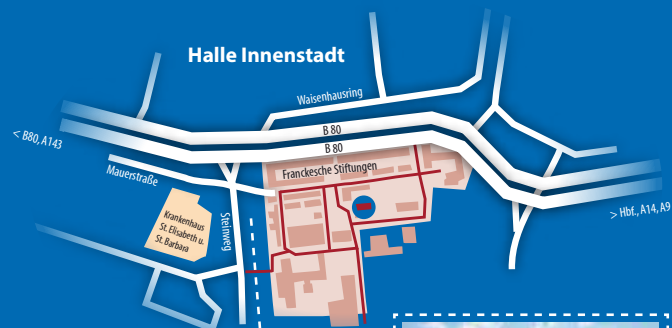 Halle Innenstadt
Waisenhausring
B 80
< B80, A143
B 80
Franckesche Stiftungen
Mauerstraße
Krankenhaus
St. Elisabeth u.
St. Barbara
Steinweg
> Hbf., A14, A9